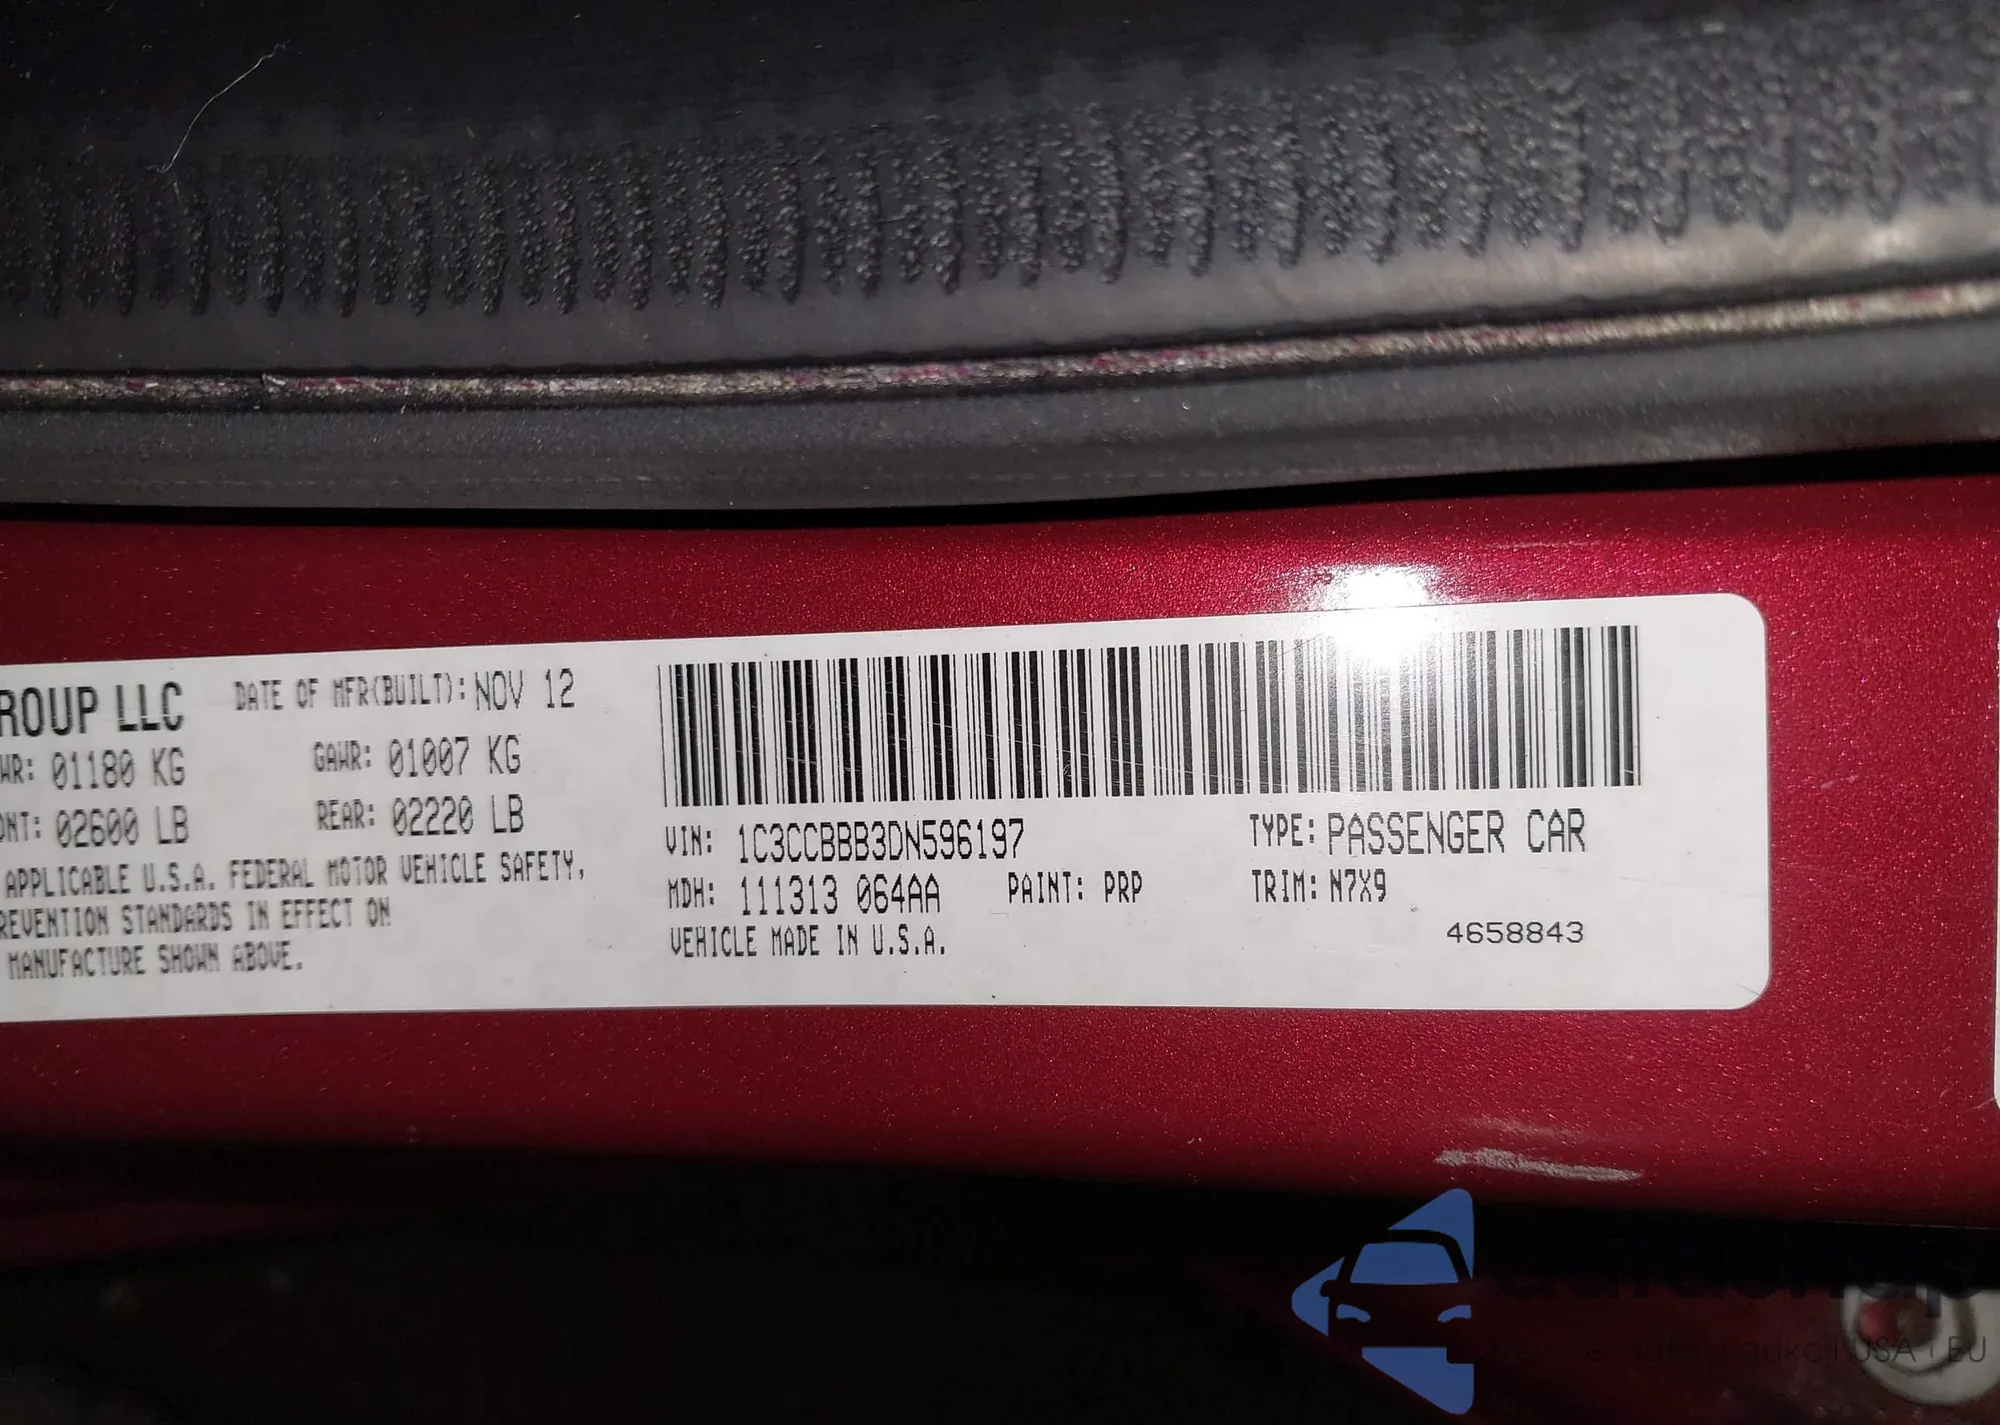 ROUP LLC DATE OF MFR(BUILT): NOV 12
WR: 01180 KG GAWR: 01007 KG
ONT: 02600 LB REAR: 02220 LB
APPLICABLE U.S.A. FEDERAL MOTOR VEHICLE SAFETY,
REVENTION STANDARDS IN EFFECT ON
MANUFACTURE SHOWN ABOVE.
VIN: 1C3CCBBB3DN596197 TYPE: PASSENGER CAR
MDH: 111313 064AA PAINT: PRP TRIM: N7X9
VEHICLE MADE IN U.S.A. 4658843
USA I EU